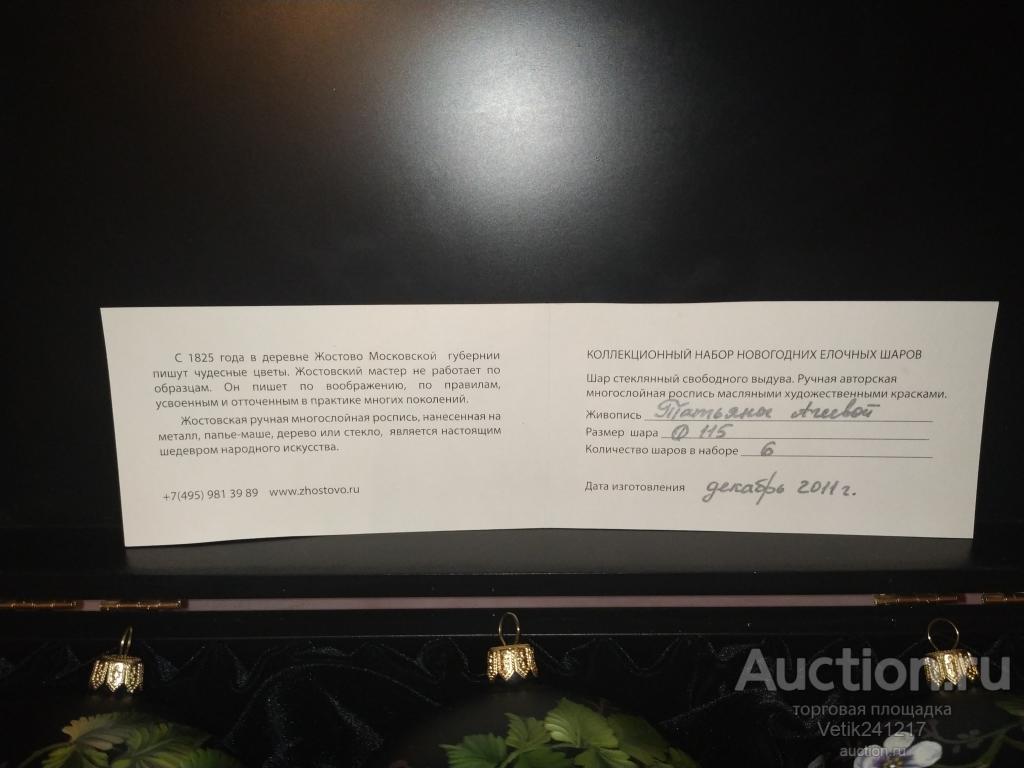 С 1825 года в деревне Жостово Московской губернии
пишут чудесные цветы. Жостовский мастер не работает по
образцам. Он пишет по воображению, по правилам,
усвоенным и отточенным в практике многих поколений.
Жостовская ручная многослойная роспись, нанесенная на
металл, папье-маше, дерево или стекло, является настоящим
шедевром народного искусства.
+7(495) 981 39 89 www.zhostovo.ru
КОЛЛЕКЦИОННЫЙ НАБОР НОВОГОДНИХ ЕЛОЧНЫХ ШАРОВ
Шар стеклянный свободного выдува. Ручная авторская
многослойная роспись масляными художественными красками.
Живопись Татьяны Агеевой
Размер шара Ф 115
Количество шаров в наборе 6
Дата изготовления декабрь 2011 г.
Auction.ru
торговая площадка
Vetik241217
auction.ru